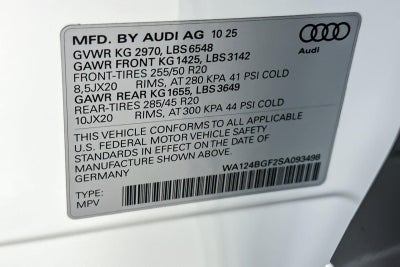 MFD. BY AUDI AG 10 25
GVWR KG 2970, LBS 6548
GAWR FRONT KG 1425, LBS 3142
FRONT-TIRES 255/50 R20
8,5JX20 RIMS, AT 280 KPA 41 PSI COLD
GAWR REAR KG 1655, LBS 3649
REAR-TIRES 285/45 R20
10JX20 RIMS, AT 300 KPA 44 PSI COLD
THIS VEHICLE CONFORMS TO ALL APPLICABLE
U.S. FEDERAL MOTOR VEHICLE SAFETY
STANDARDS IN EFFECT ON THE DATE OF
MANUFACTURE SHOWN ABOVE.
GERMANY
WA124BGF2SA093498
TYPE:
MPV
Audi